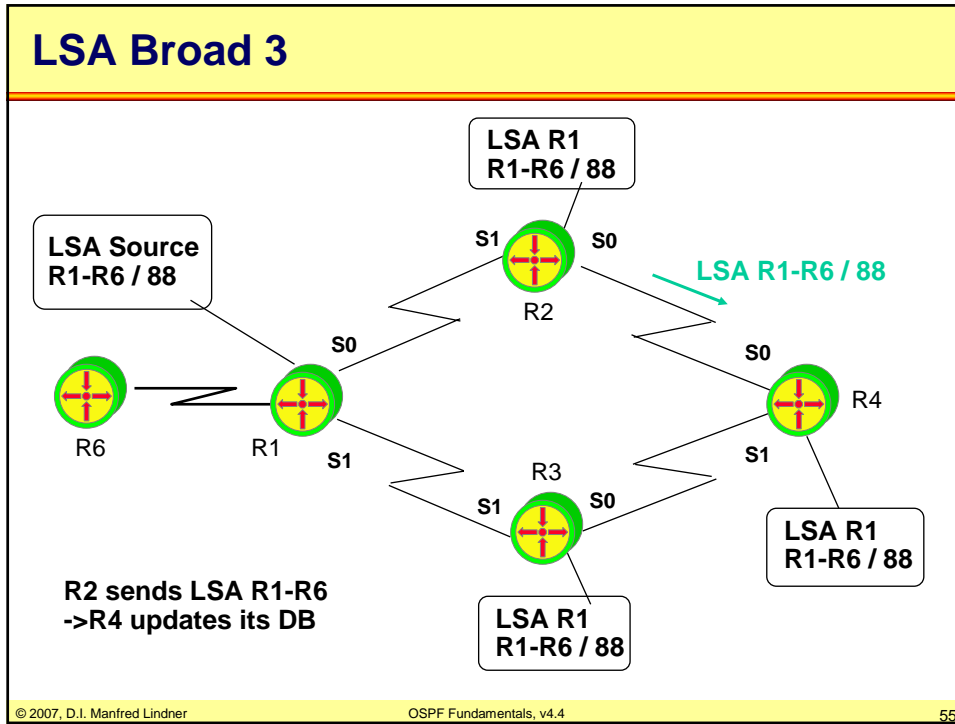 LSA Broad 3
LSA R1
R1-R6 / 88
LSA Source
R1-R6 / 88
S1
S0
LSA R1-R6 / 88
R2
S0
S0
R4
R6
R1
S1
R3
S1
S1
S0
LSA R1
R1-R6 / 88
R2 sends LSA R1-R6
->R4 updates its DB
LSA R1
R1-R6 / 88
© 2007, D.I. Manfred Lindner
OSPF Fundamentals, v4.4
55